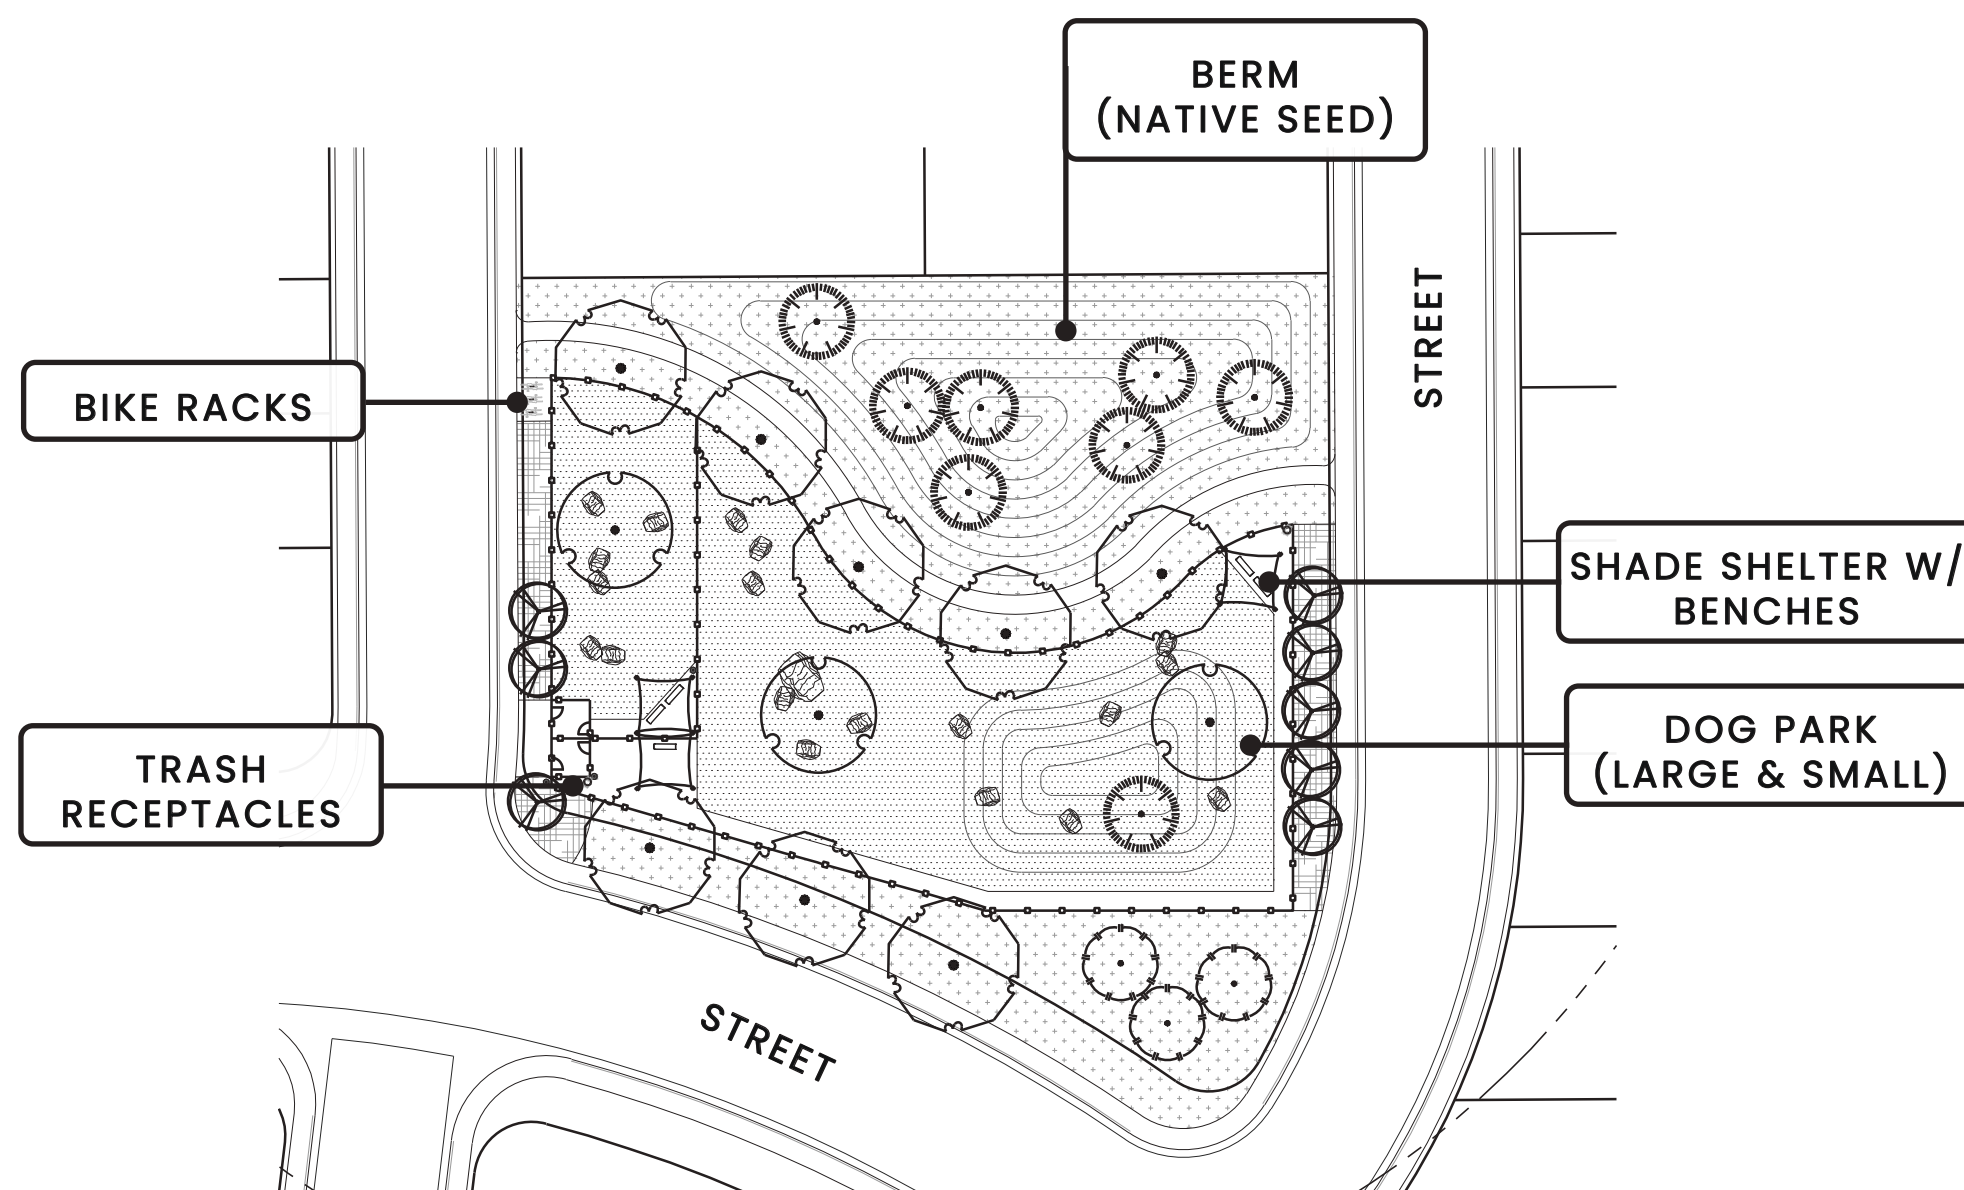 BERM
(NATIVE SEED)
STREET
BIKE RACKS
SHADE SHELTER W/
BENCHES
DOG PARK
(LARGE & SMALL)
TRASH
RECEPTACLES
STREET